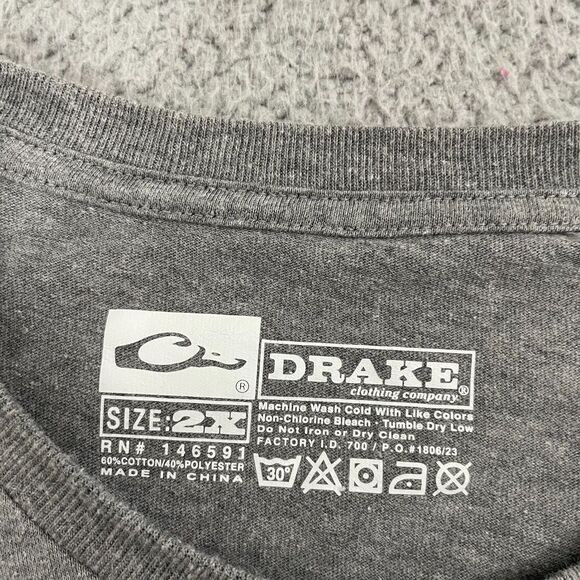 ®
DRAKE
clothing company®
SIZE: 2X
Machine Wash Cold With Like Colors
Non-Chlorine Bleach · Tumble Dry Low
Do Not Iron or Dry Clean
FACTORY I.D. 700 / P.O.#1806/23
RN# 146591
60%COTTON/40%POLYESTER
MADE IN CHINA
30°